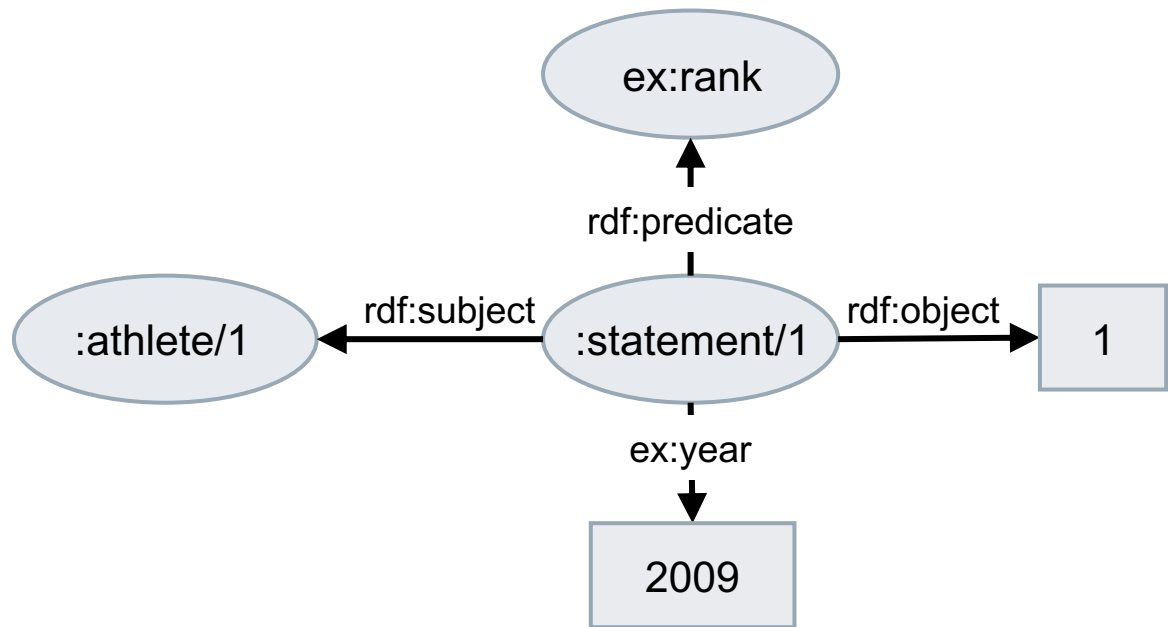 ex:rank
rdf:predicate
:athlete/1
rdf:subject
:statement/1
rdf:object
1
ex:year
2009